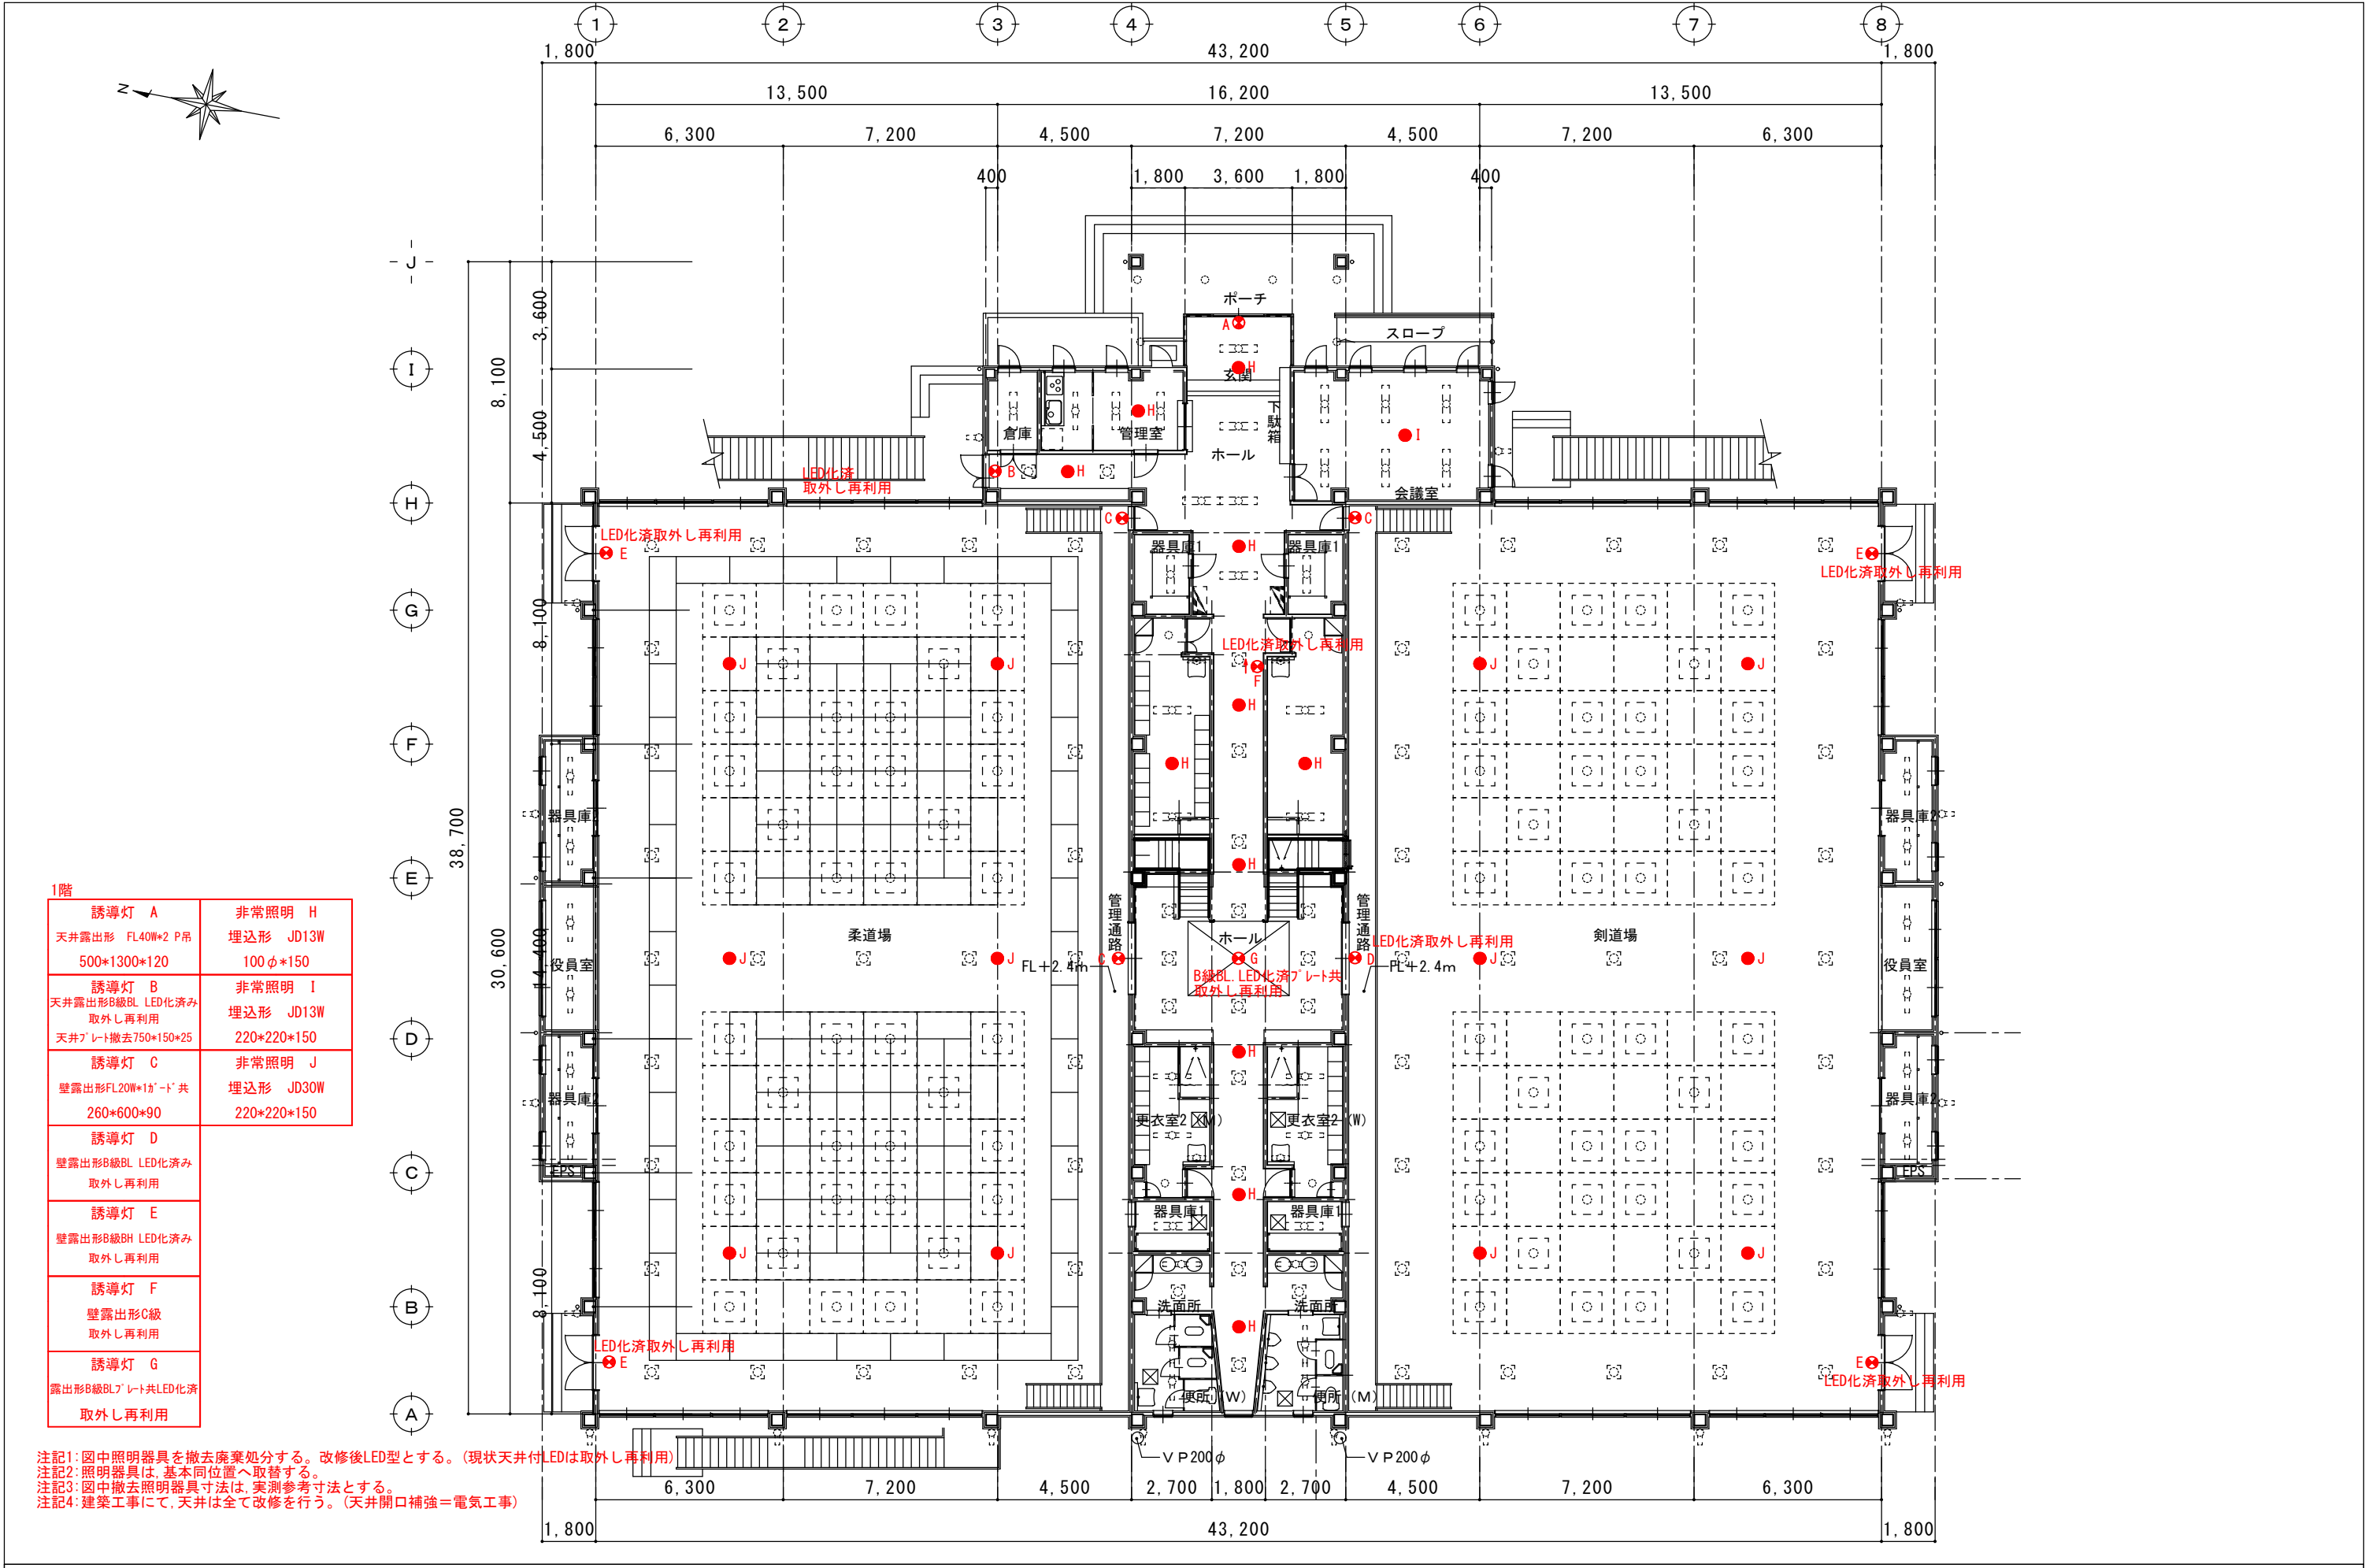 1 2 3 4 5 6 7 8
1,800 43,200 1,800
13,500 16,200 13,500
6,300 7,200 4,500 7,200 4,500 7,200 6,300
400 1,800 3,600 1,800 400
N
J
I
H
G
F
E
D
C
B
A
3,600
8,100
4,500
8,100
38,700
30,600
14,400
8,100
ポーチ
A
スロープ
H
玄関
下駄箱
H
倉庫
管理室
I
ホール
B
H
LED化済
取外し再利用
会議室
C
C
LED化済取外し再利用
E
器具庫1
H
器具庫1
E
LED化済取外し再利用
LED化済取外し再利用
F
J
J
J
J
H
H
H
器具庫
器具庫2
H
管理通路
管理通路
柔道場
ホール
剣道場
LED化済取外し再利用
役員室
J
J
C
G
D
J
J
役員室
FL+2.4m
FL+2.4m
B級BL.LED化済プレート共
取外し再利用
H
器具庫2
更衣室2 (M)
更衣室2 (W)
器具庫2
EPS
EPS
H
器具庫1
器具庫1
J
J
J
J
洗面所
洗面所
H
LED化済取外し再利用
E
E
LED化済取外し再利用
便所(W)
便所(M)
VP200φ
VP200φ
6,300 7,200 4,500 2,700 1,800 2,700 4,500 7,200 6,300
1,800 43,200 1,800
1階
誘導灯 A
天井露出形 FL40W*2 P吊
500*1300*120
非常照明 H
埋込形 JD13W
100φ*150
誘導灯 B
天井露出形B級BL LED化済み
取外し再利用
天井プレート撤去750*150*25
非常照明 I
埋込形 JD13W
220*220*150
誘導灯 C
壁露出形FL20W*1ガード共
260*600*90
非常照明 J
埋込形 JD30W
220*220*150
誘導灯 D
壁露出形B級BL LED化済み
取外し再利用
誘導灯 E
壁露出形B級BH LED化済み
取外し再利用
誘導灯 F
壁露出形C級
取外し再利用
誘導灯 G
露出形B級BLプレート共LED化済
取外し再利用
注記1:図中照明器具を撤去廃棄処分する。改修後LED型とする。(現状天井付LEDは取外し再利用)
注記2:照明器具は,基本同位置へ取替する。
注記3:図中撤去照明器具寸法は,実測参考寸法とする。
注記4:建築工事にて,天井は全て改修を行う。(天井開口補強＝電気工事)